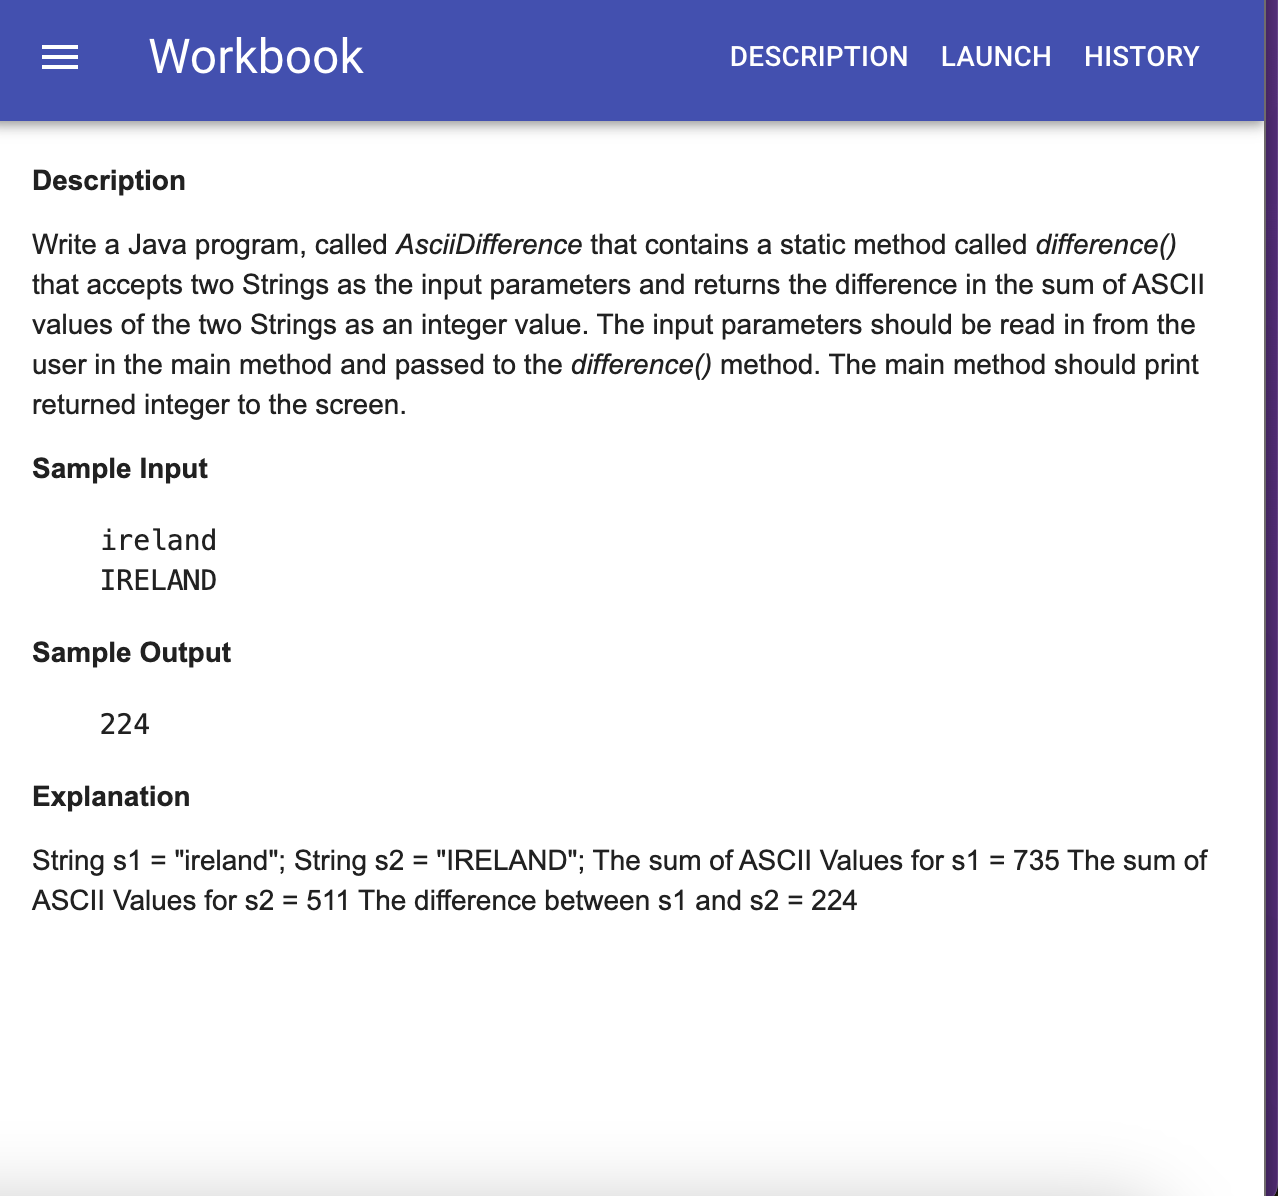 Workbook
DESCRIPTION LAUNCH HISTORY
Description
Write a Java program, called AsciiDifference that contains a static method called difference()
that accepts two Strings as the input parameters and returns the difference in the sum of ASCII
values of the two Strings as an integer value. The input parameters should be read in from the
user in the main method and passed to the difference() method. The main method should print
returned integer to the screen.
Sample Input
ireland
IRELAND
Sample Output
224
Explanation
String s1 = "ireland"; String s2 = "IRELAND"; The sum of ASCII Values for s1 = 735 The sum of
ASCII Values for s2 = 511 The difference between s1 and s2 = 224